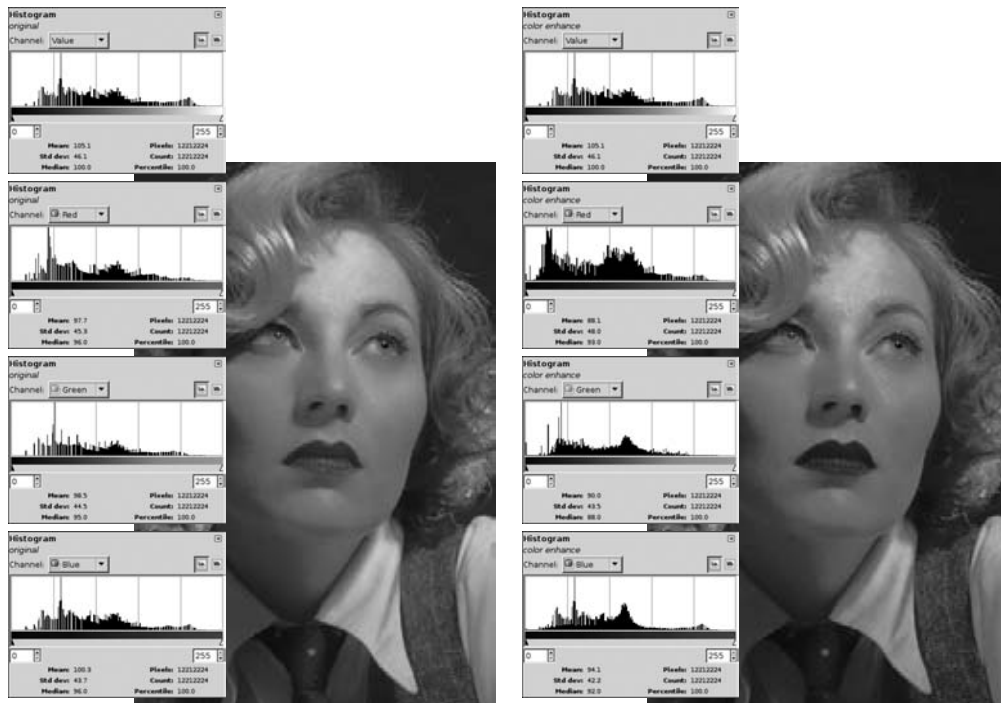 Histogram
original
Channel: Value
0 255
Mean: 105.1 Pixels: 12212224
Std dev: 46.1 Count: 12212224
Median: 100.0 Percentile: 100.0
Histogram
original
Channel: Red
0 255
Mean: 97.7 Pixels: 12212224
Std dev: 45.3 Count: 12212224
Median: 96.0 Percentile: 100.0
Histogram
original
Channel: Green
0 255
Mean: 98.5 Pixels: 12212224
Std dev: 44.5 Count: 12212224
Median: 95.0 Percentile: 100.0
Histogram
original
Channel: Blue
0 255
Mean: 100.3 Pixels: 12212224
Std dev: 43.7 Count: 12212224
Median: 96.0 Percentile: 100.0
Histogram
color enhance
Channel: Value
0 255
Mean: 105.1 Pixels: 12212224
Std dev: 46.1 Count: 12212224
Median: 100.0 Percentile: 100.0
Histogram
color enhance
Channel: Red
0 255
Mean: 88.1 Pixels: 12212224
Std dev: 48.0 Count: 12212224
Median: 93.0 Percentile: 100.0
Histogram
color enhance
Channel: Green
0 255
Mean: 90.0 Pixels: 12212224
Std dev: 43.5 Count: 12212224
Median: 88.0 Percentile: 100.0
Histogram
color enhance
Channel: Blue
0 255
Mean: 94.1 Pixels: 12212224
Std dev: 42.2 Count: 12212224
Median: 92.0 Percentile: 100.0